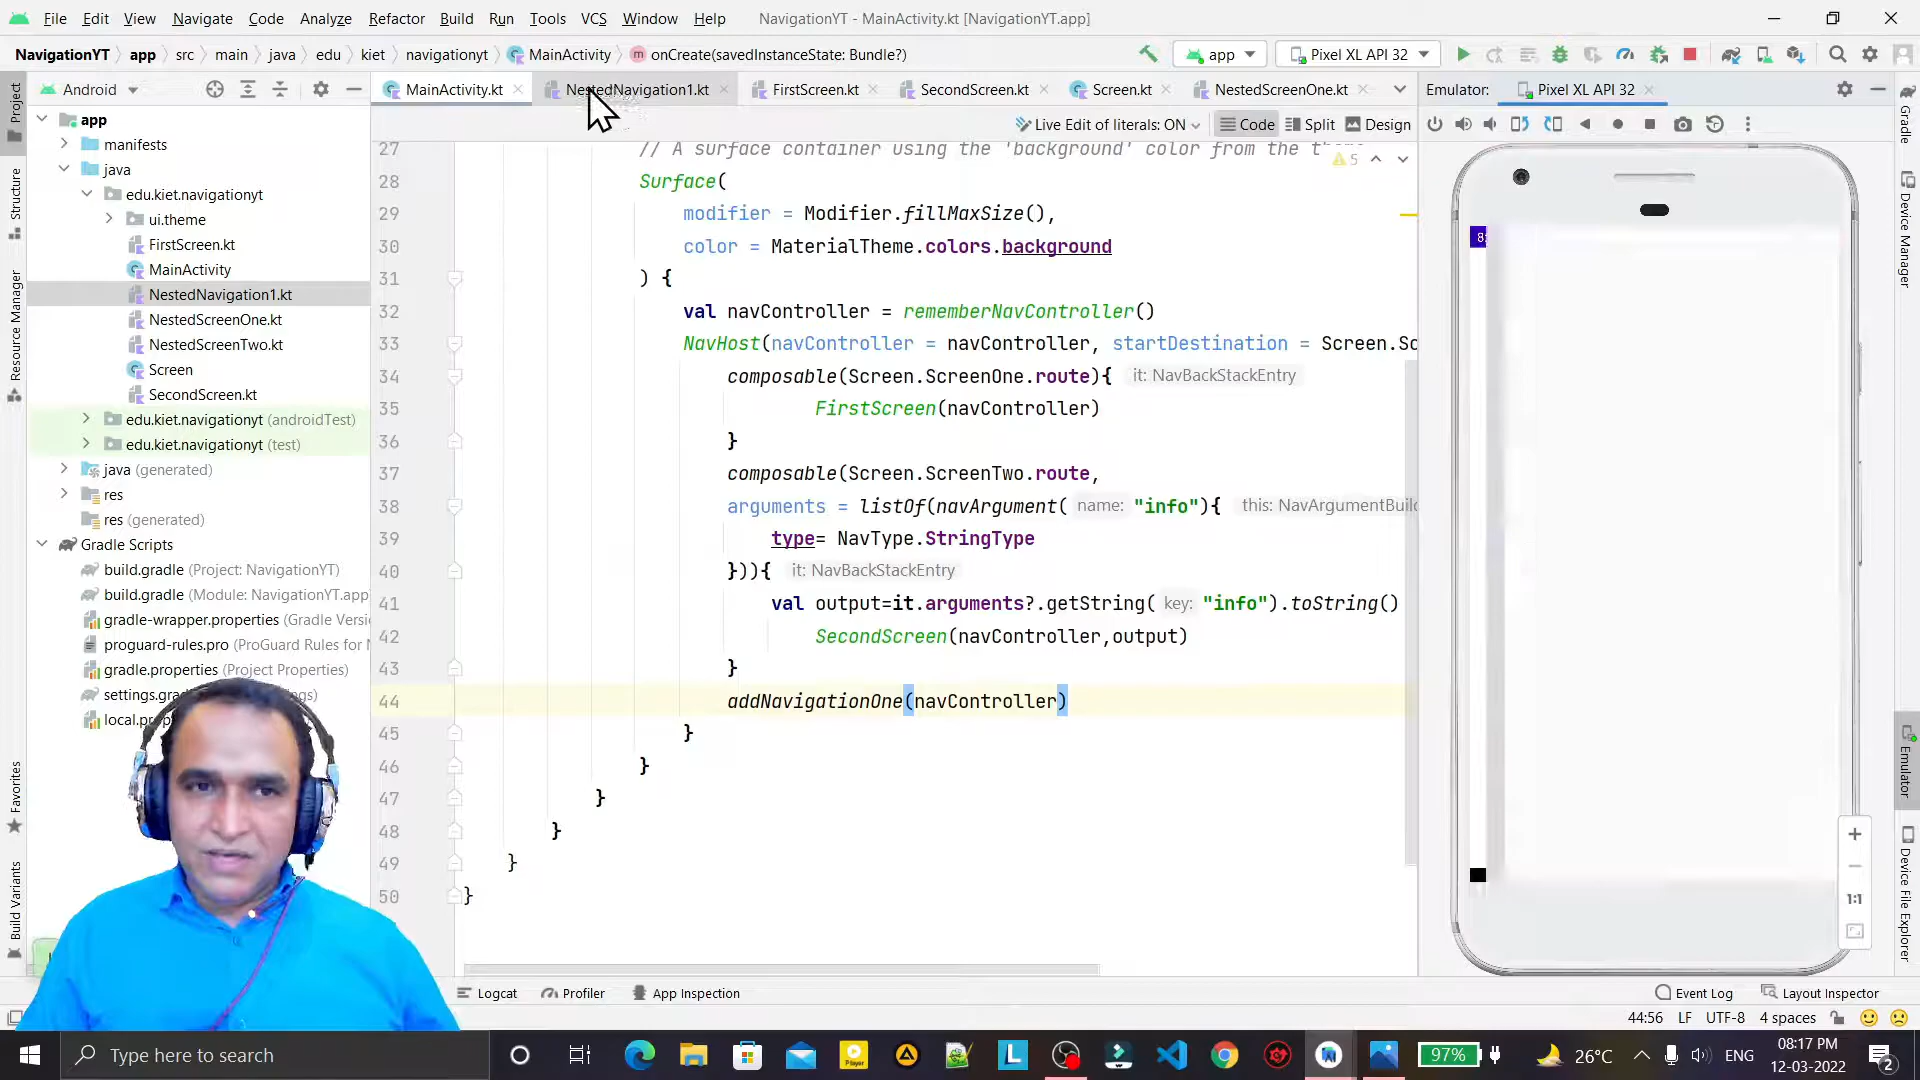 File Edit View Navigate Code Analyze Refactor Build Run Tools VCS Window Help NavigationYT - MainActivity.kt [NavigationYT.app]
NavigationYT app src main java edu kiet navigationyt MainActivity m onCreate(savedInstanceState: Bundle?) app Pixel XL API 32
Android MainActivity.kt NestedNavigation1.kt FirstScreen.kt SecondScreen.kt Screen.kt NestedScreenOne.kt Emulator: Pixel XL API 32
Live Edit of literals: ON Code Split Design
Project
Structure
Resource Manager
Favorites
Build Variants
app
manifests
java
edu.kiet.navigationyt
ui.theme
FirstScreen.kt
MainActivity
NestedNavigation1.kt
NestedScreenOne.kt
NestedScreenTwo.kt
Screen
SecondScreen.kt
edu.kiet.navigationyt (androidTest)
edu.kiet.navigationyt (test)
java (generated)
res
res (generated)
Gradle Scripts
build.gradle (Project: NavigationYT)
build.gradle (Module: NavigationYT.app
gradle-wrapper.properties (Gradle Versi
proguard-rules.pro (ProGuard Rules for
gradle.properties (Project Properties)
settings.gra
local.prop
27 // A surface container using the 'background' color from the
28 Surface(
29 modifier = Modifier.fillMaxSize(),
30 color = MaterialTheme.colors.background
31 ) {
32 val navController = rememberNavController()
33 NavHost(navController = navController, startDestination = Screen.Sc
34 composable(Screen.ScreenOne.route){ it: NavBackStackEntry
35 FirstScreen(navController)
36 }
37 composable(Screen.ScreenTwo.route,
38 arguments = listOf(navArgument( name: "info"){ this: NavArgumentBuild
39 type= NavType.StringType
40 })){ it: NavBackStackEntry
41 val output=it.arguments?.getString( key: "info").toString()
42 SecondScreen(navController,output)
43 }
44 addNavigationOne(navController)
45 }
46 }
47 }
48 }
49 }
50 }
5
8
1:1
Gradle
Device Manager
Emulator
Device File Explorer
Logcat Profiler App Inspection Event Log Layout Inspector
44:56 LF UTF-8 4 spaces
Type here to search
97% 26°C ENG 08:17 PM
12-03-2022
2